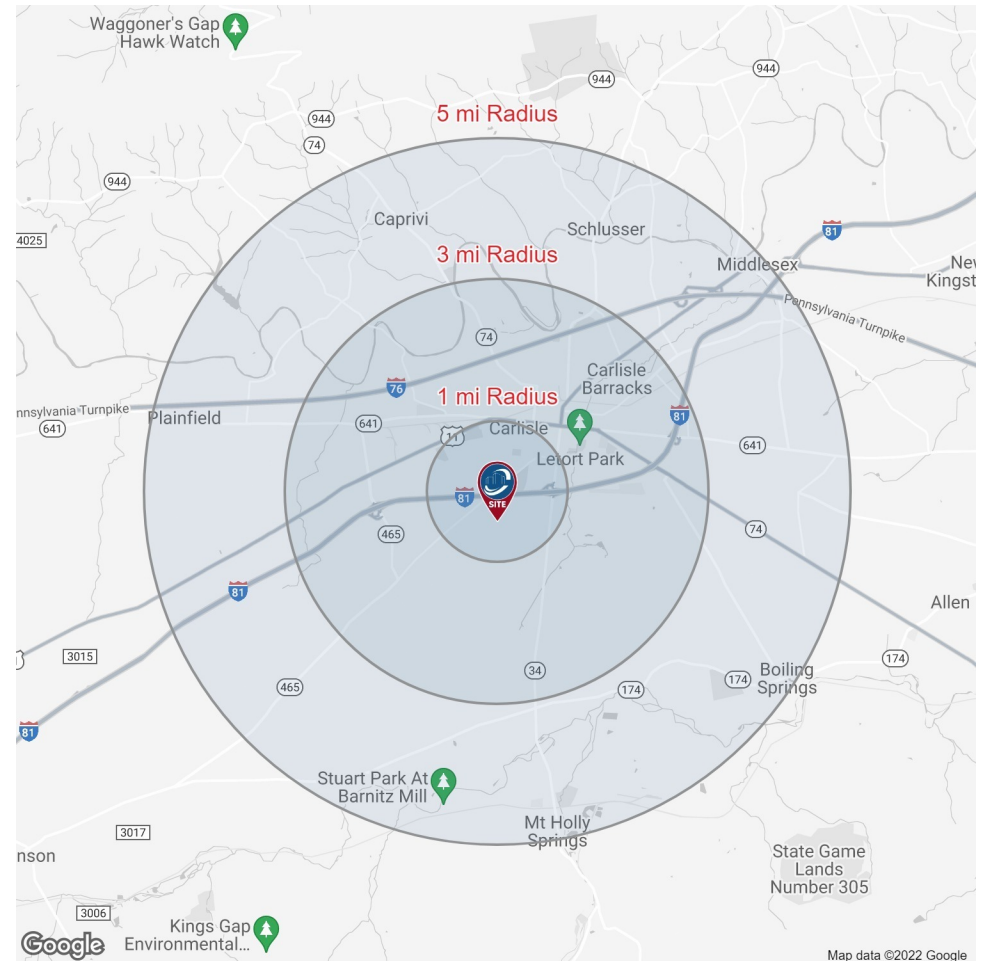 Waggoner's Gap
Hawk Watch
944
944
944
5 mi Radius
74
944
Caprivi
4025
Schlusser
81
3 mi Radius
Middlesex
New
Kingst
Pennsylvania Turnpike
74
Carlisle
Barracks
76
1 mi Radius
nnsylvania Turnpike
Plainfield
641
641
81
11
Carlisle
641
Letort Park
81
SITE
465
74
81
Allen
3015
174
34
Boiling
Springs
465
174
174
81
Stuart Park At
Barnitz Mill
Mt Holly
Springs
3017
nson
State Game
Lands
Number 305
3006
Kings Gap
Environmental...
Google
Map data ©2022 Google